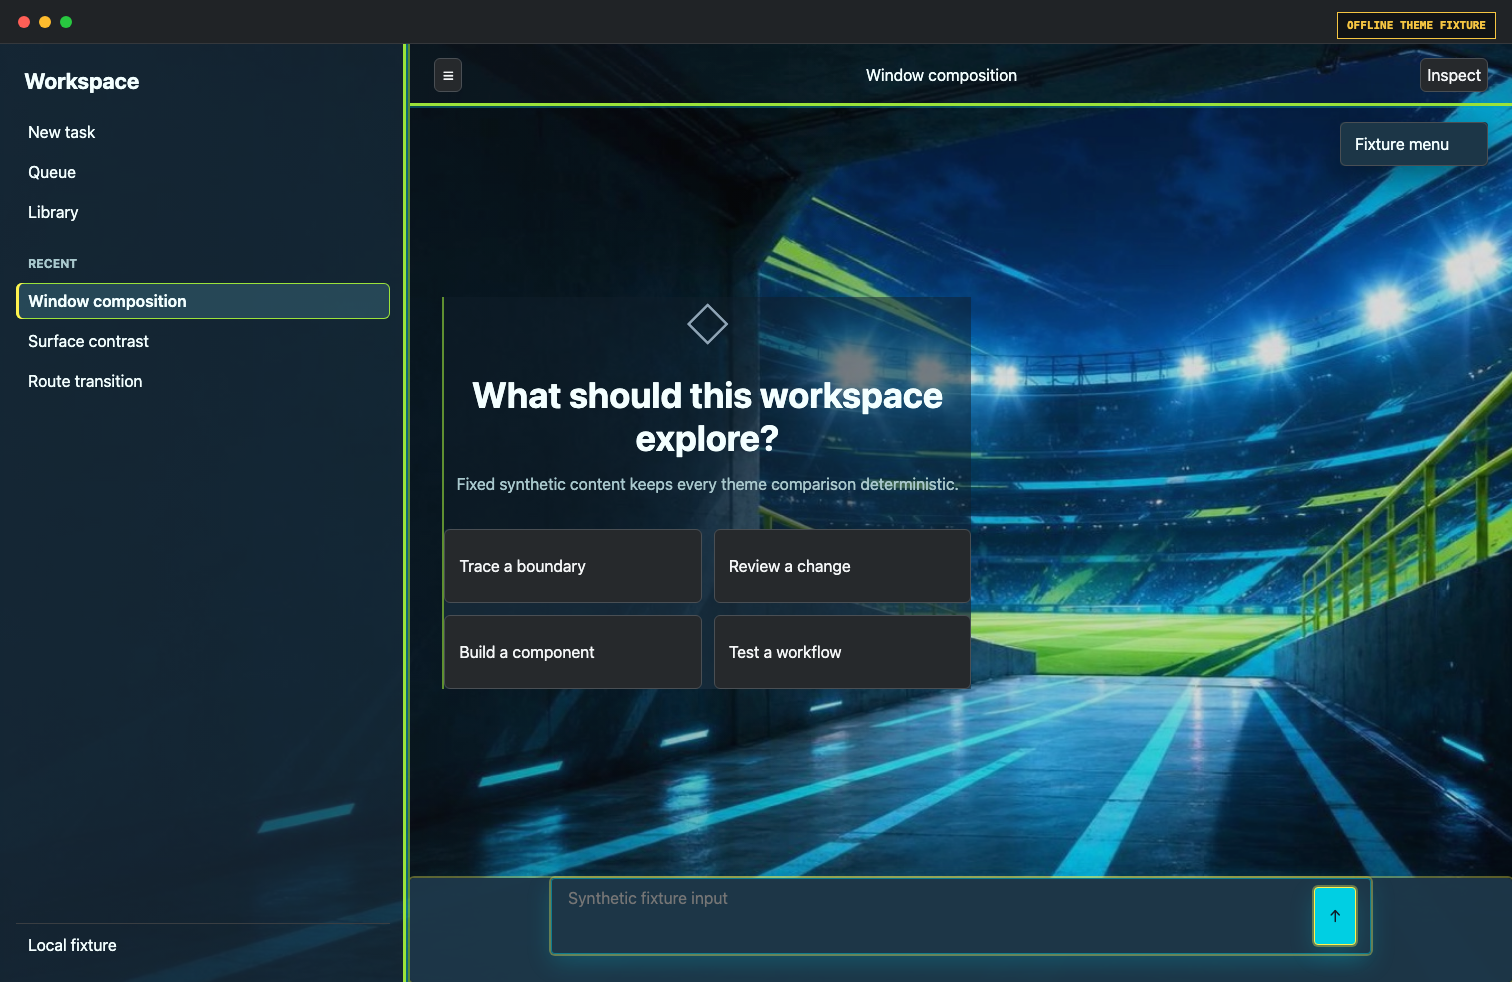 OFFLINE THEME FIXTURE
Workspace
New task
Queue
Library
RECENT
Window composition
Surface contrast
Route transition
Local fixture
Window composition
Inspect
Fixture menu
What should this workspace
explore?
Fixed synthetic content keeps every theme comparison deterministic.
Trace a boundary
Review a change
Build a component
Test a workflow
Synthetic fixture input